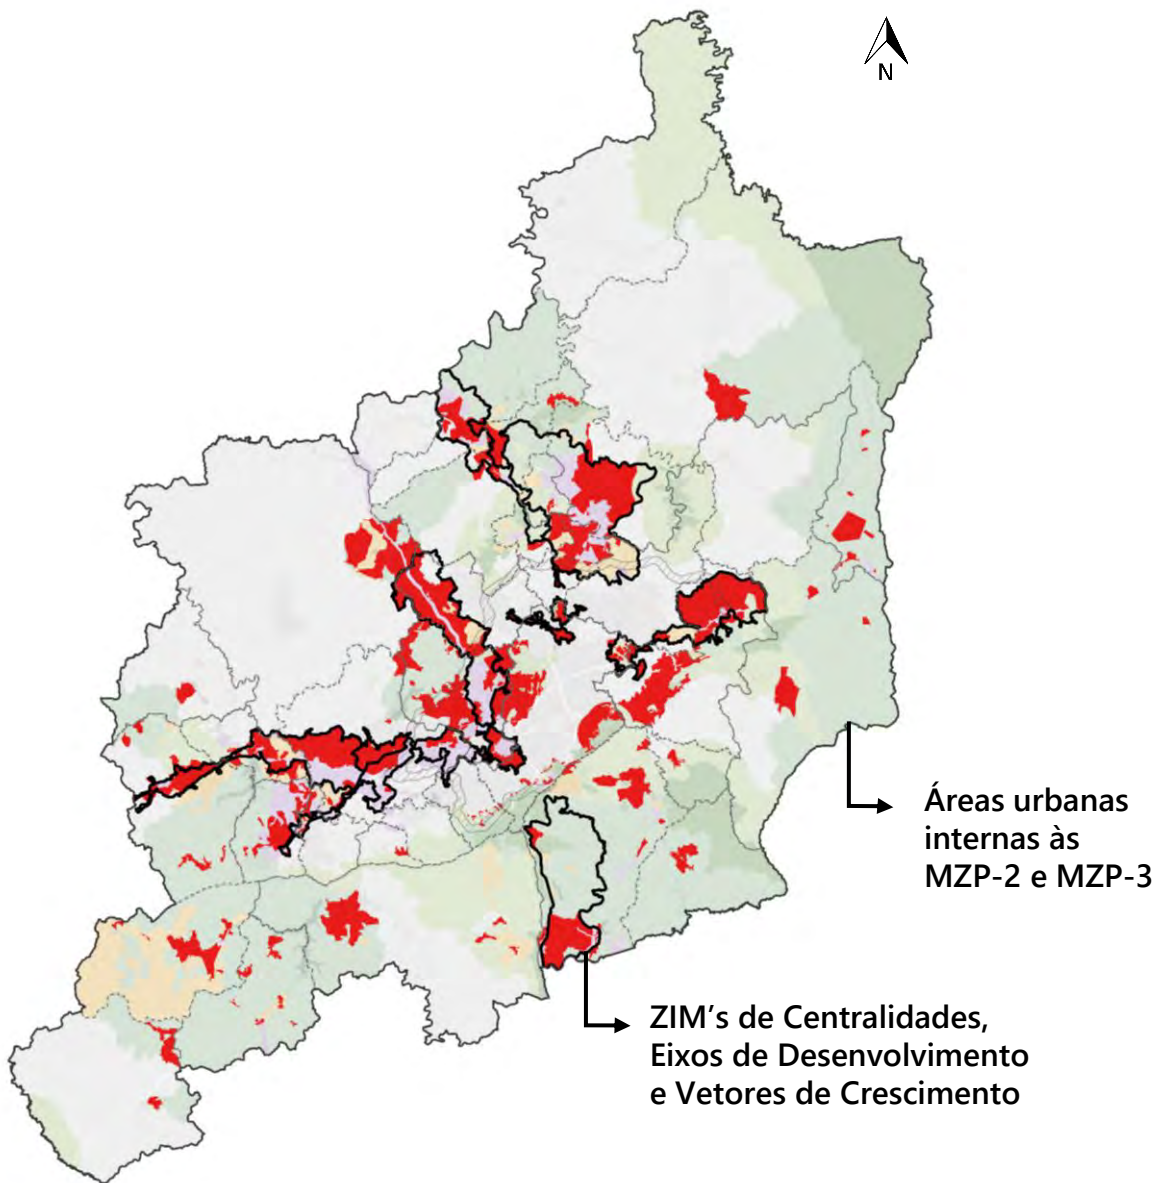 N
Áreas urbanas
internas às
MZP-2 e MZP-3
ZIM's de Centralidades,
Eixos de Desenvolvimento
e Vetores de Crescimento